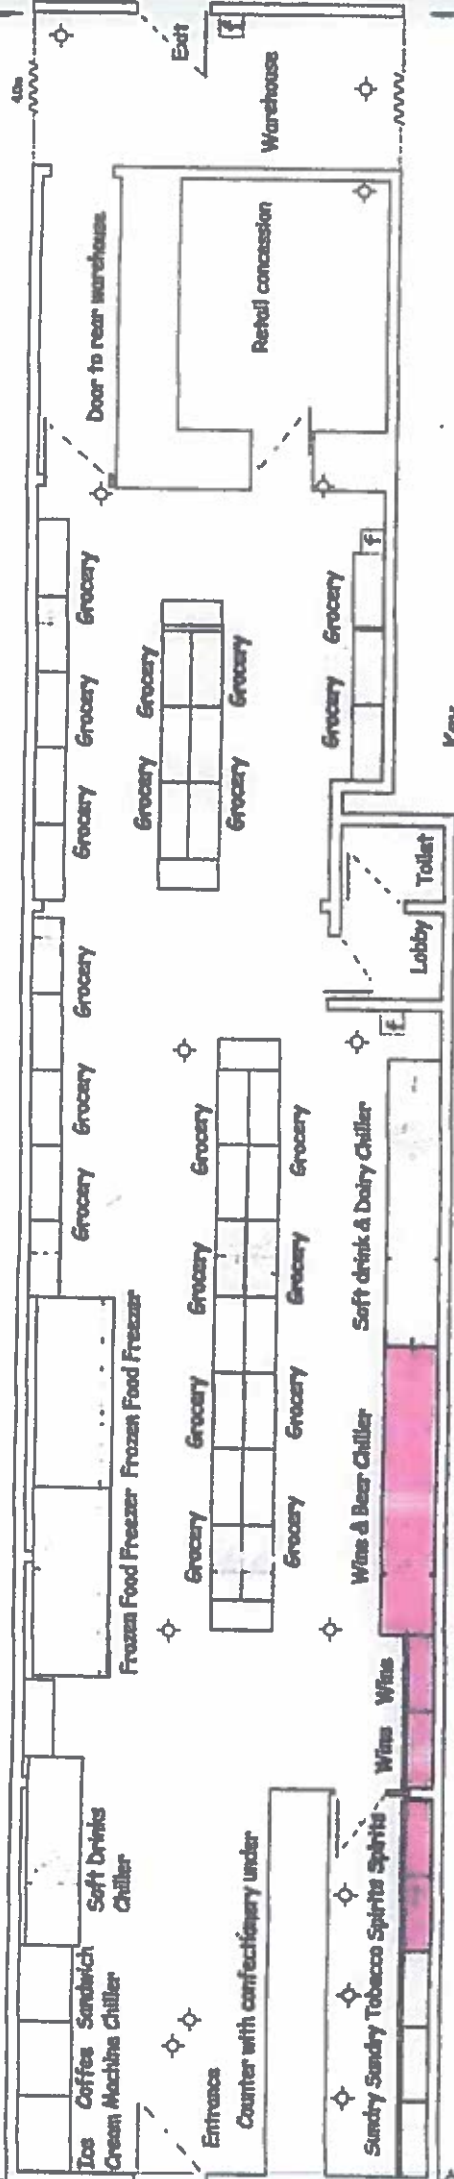 Ice
Cream
Coffee
Machine
Sandwich
Chiller
Soft Drinks
Chiller
Frozen Food Freezer
Frozen Food Freezer
Grocery
Grocery
Grocery
Grocery
Grocery
Grocery
Door to rear warehouse
4.0m
Exit
f
Entrance
Grocery
Grocery
Grocery
Grocery
Grocery
Grocery
Counter with confectionery under
Grocery
Grocery
Grocery
Grocery
Grocery
Grocery
Retail concession
Warehouse
Sundry
Sundry
Tobacco
Spirits
Spirits
Wine
Wine
Wine & Beer Chiller
Soft drink & Dairy Chiller
f
Lobby
Toilet
Grocery
Grocery
f
Key